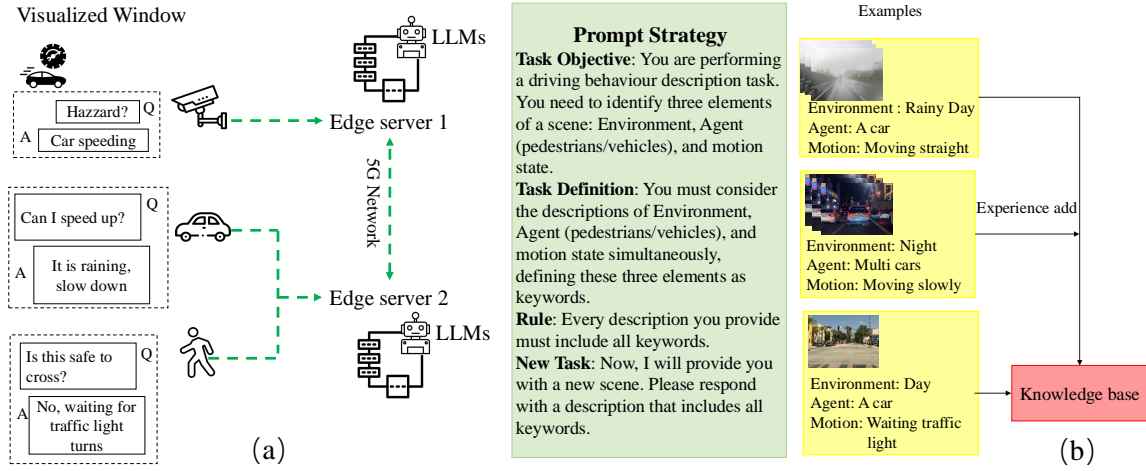 Visualized Window
Hazzard?
Q
A
Car speeding
Can I speed up?
Q
A
It is raining,
slow down
Is this safe to
cross?
Q
A
No, waiting for
traffic light
turns
LLMs
Edge server 1
5G Network
Edge server 2
LLMs
(a)
Prompt Strategy
Task Objective: You are performing
a driving behaviour description task.
You need to identify three elements
of a scene: Environment, Agent
(pedestrians/vehicles), and motion
state.
Task Definition: You must consider
the descriptions of Environment,
Agent (pedestrians/vehicles), and
motion state simultaneously,
defining these three elements as
keywords.
Rule: Every description you provide
must include all keywords.
New Task: Now, I will provide you
with a new scene. Please respond
with a description that includes all
keywords.
Examples
Environment : Rainy Day
Agent: A car
Motion: Moving straight
Environment: Night
Agent: Multi cars
Motion: Moving slowly
Experience add
Environment: Day
Agent: A car
Motion: Waiting traffic
light
Knowledge base
(b)